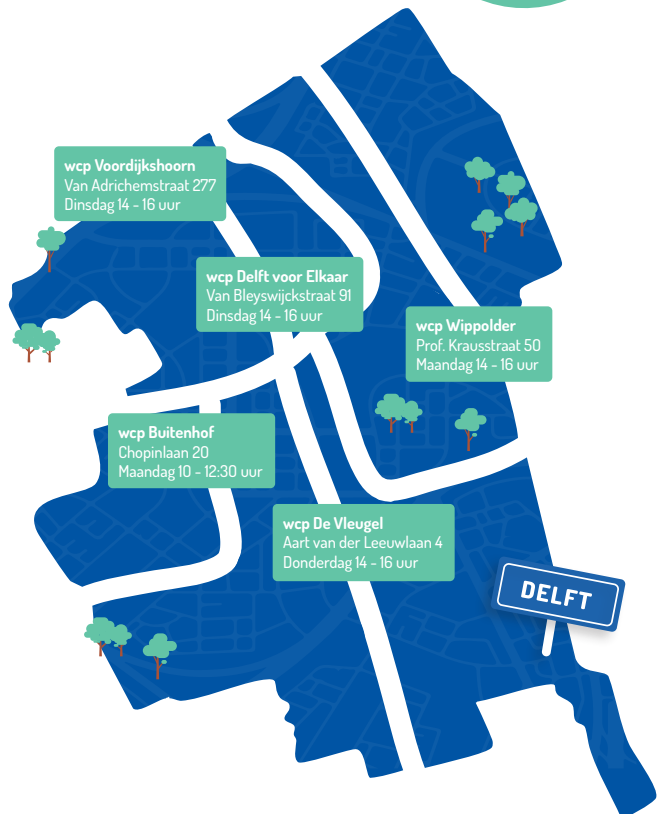 wcp Voordijkshoorn
Van Adrichemstraat 277
Dinsdag 14 - 16 uur
wcp Delft voor Elkaar
Van Bleyswijckstraat 91
Dinsdag 14 - 16 uur
wcp Wippolder
Prof. Krausstraat 50
Maandag 14 - 16 uur
wcp Buitenhof
Chopinlaan 20
Maandag 10 - 12:30 uur
wcp De Vleugel
Aart van der Leeuwlaan 4
Donderdag 14 - 16 uur
DELFT